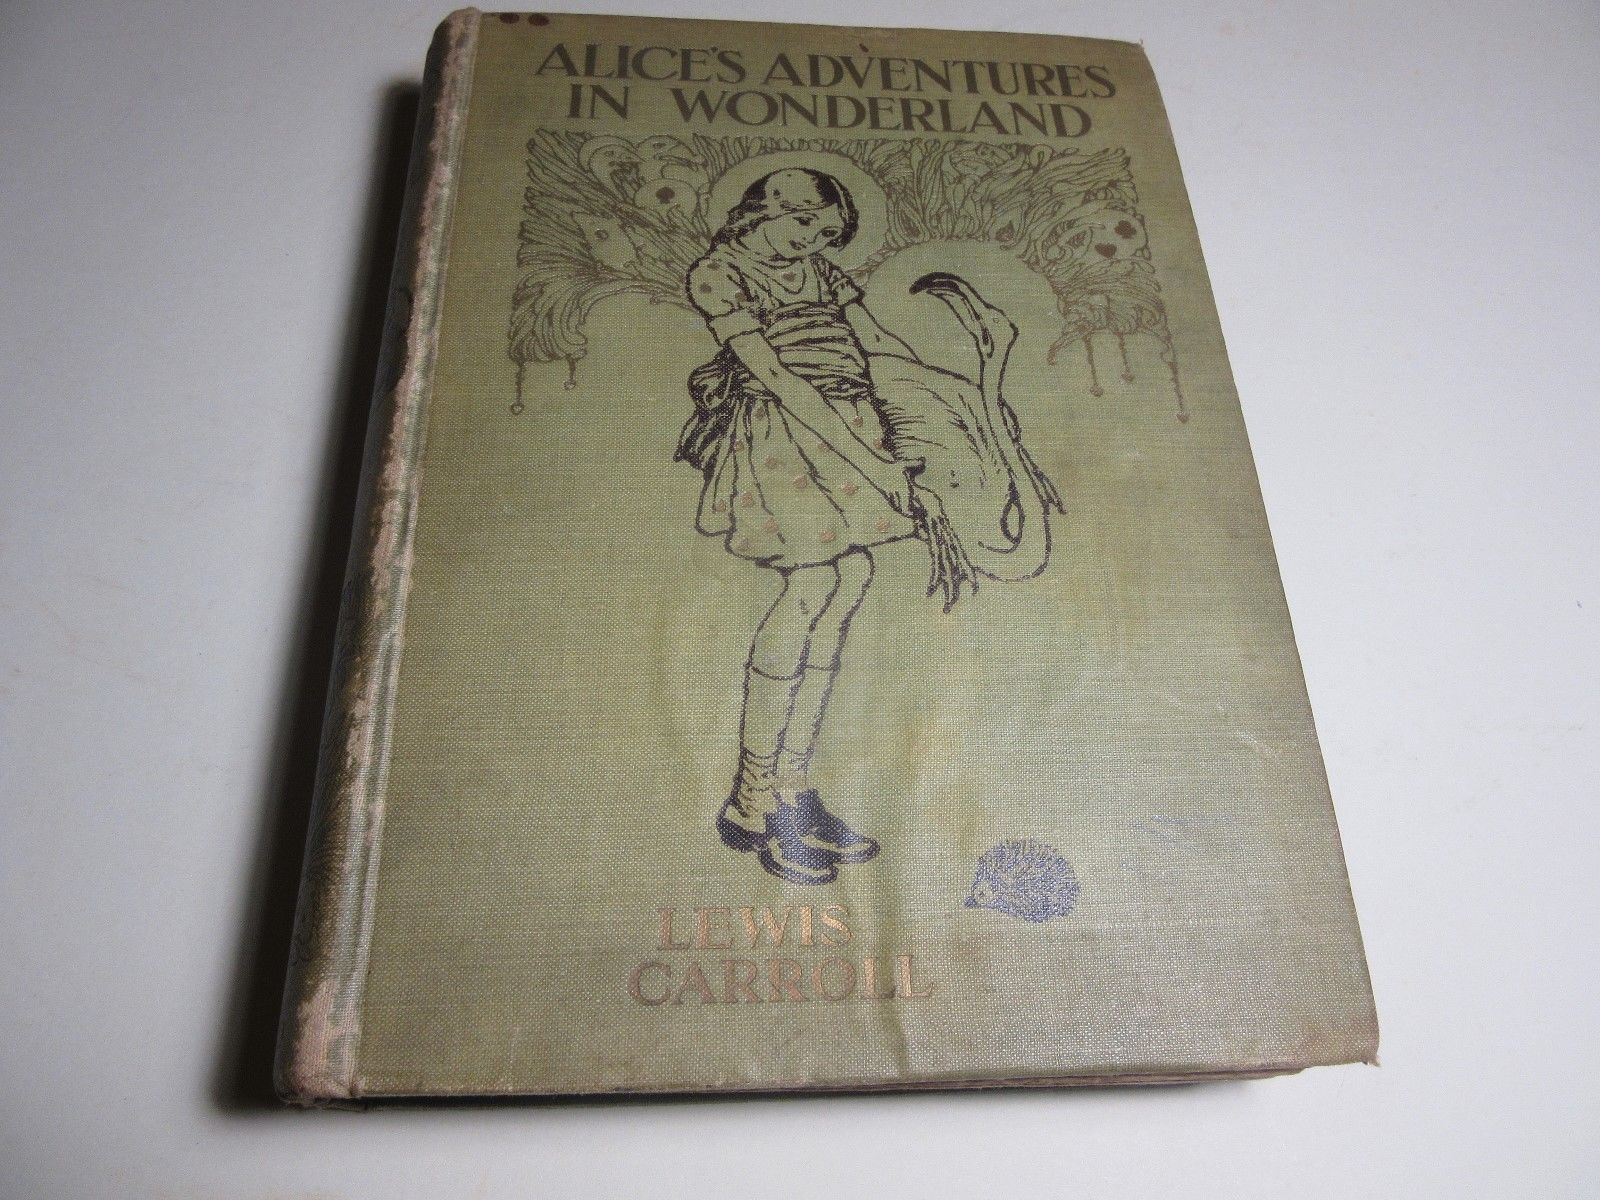 ALICE'S ADVENTURES
IN WONDERLAND
LEWIS
CARROLL